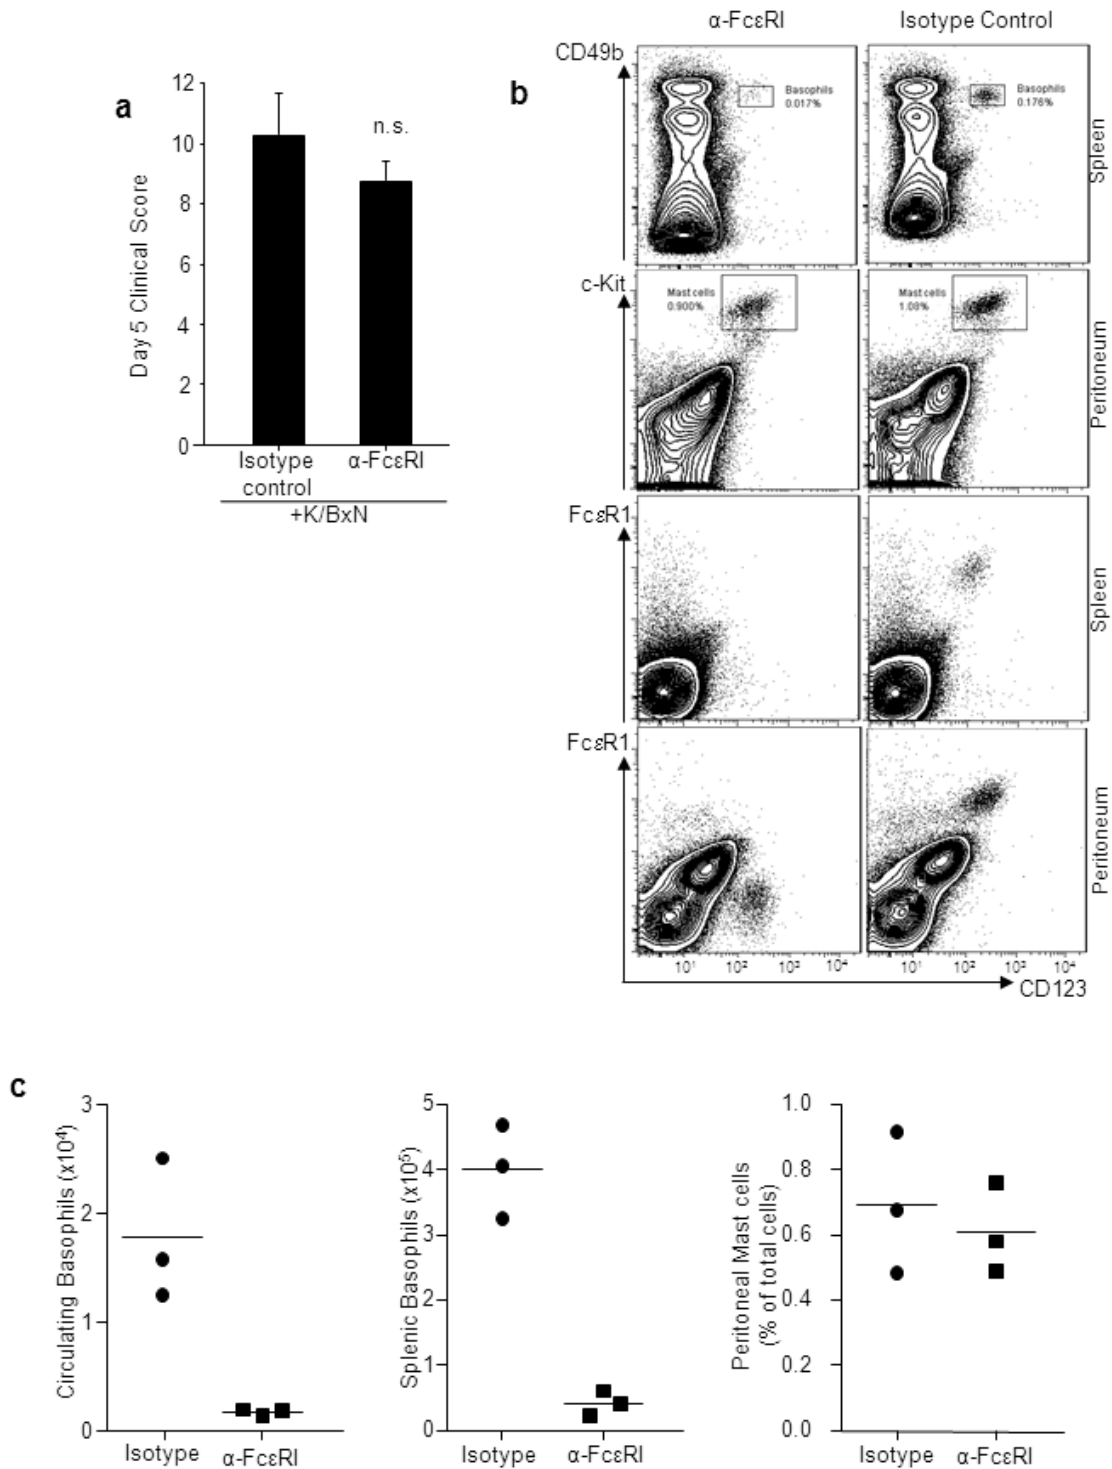 a
12
10
8
6
4
2
0
Day 5 Clinical Score
n.s.
Isotype control
α-FcεRI
+K/BxN
b
α-FcεRI
Isotype Control
CD49b
Basophils
0.017%
Basophils
0.176%
Spleen
c-Kit
Mast cells
0.900%
Mast cells
1.08%
Peritoneum
FcεR1
Spleen
FcεR1
Peritoneum
10¹ 10² 10³ 10⁴
10¹ 10² 10³ 10⁴
CD123
c
3
2
1
0
Circulating Basophils (x10⁴)
Isotype α-FcεRI
5
4
3
2
1
0
Splenic Basophils (x10⁵)
Isotype α-FcεRI
1.0
0.8
0.6
0.4
0.2
0.0
Peritoneal Mast cells
(% of total cells)
Isotype α-FcεRI